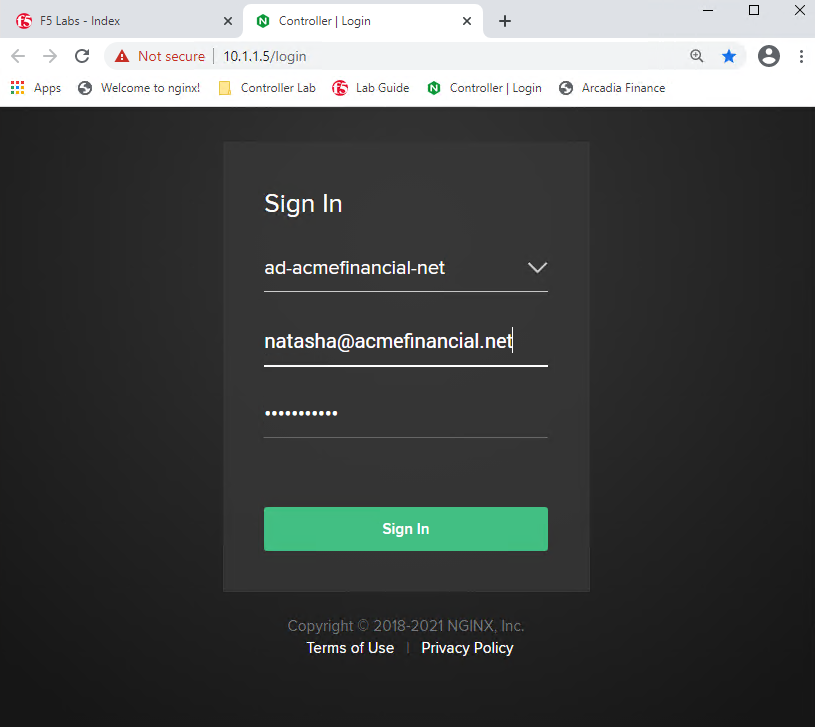 F5 Labs - Index
Controller | Login
Not secure | 10.1.1.5/login
Apps Welcome to nginx! Controller Lab Lab Guide Controller | Login Arcadia Finance
Sign In
ad-acmefinancial-net
natasha@acmefinancial.net
•••••••••••
Sign In
Copyright © 2018-2021 NGINX, Inc.
Terms of Use | Privacy Policy